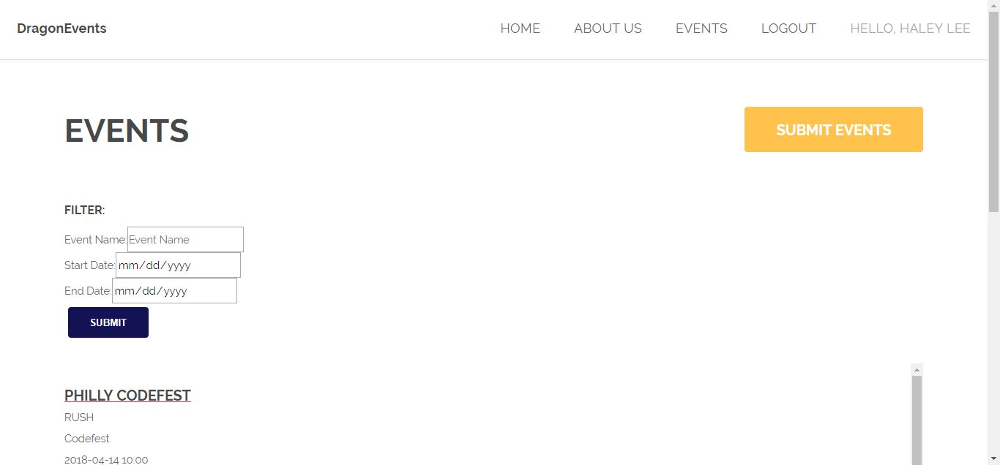 DragonEvents HOME ABOUT US EVENTS LOGOUT HELLO, HALEY LEE
EVENTS SUBMIT EVENTS
FILTER:
Event Name: Event Name
Start Date: mm/dd/yyyy
End Date: mm/dd/yyyy
SUBMIT
PHILLY CODEFEST
RUSH
Codefest
2018-04-14 10:00